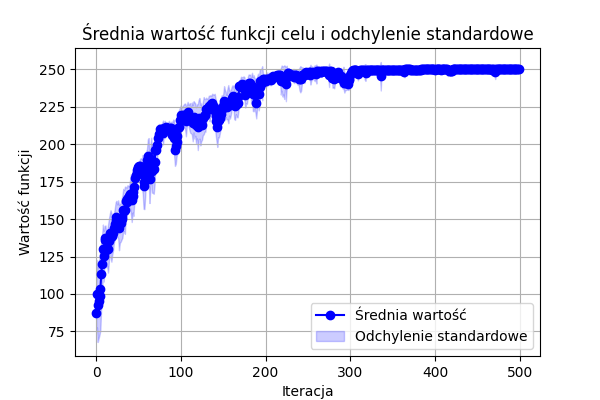 Średnia wartość funkcji celu i odchylenie standardowe
250
225
200
175
150
125
100
75
Wartość funkcji
Średnia wartość
Odchylenie standardowe
0 100 200 300 400 500
Iteracja